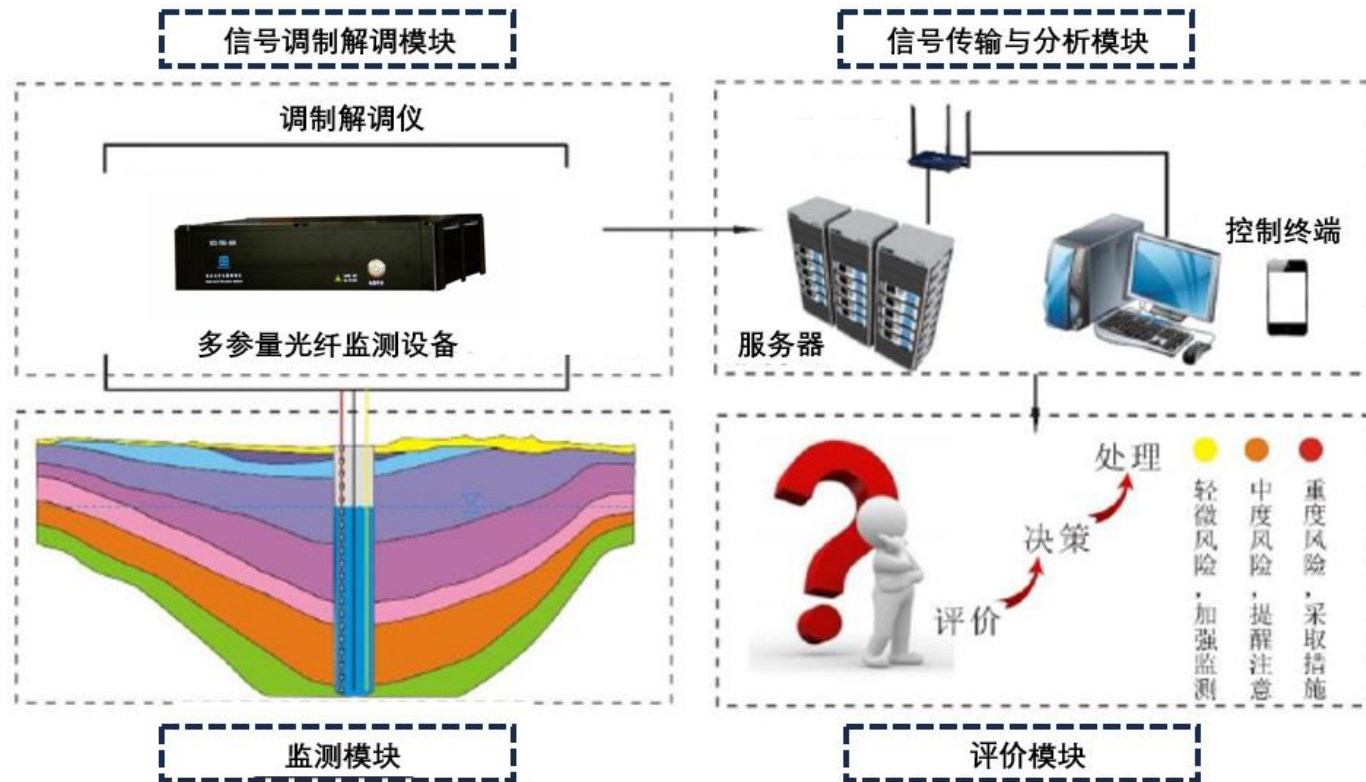 信号调制解调模块
信号传输与分析模块
调制解调仪
多参量光纤监测设备
服务器
控制终端
处理
决策
评价
轻微风险,加强监测
中度风险,提醒注意
重度风险,采取措施
监测模块
评价模块